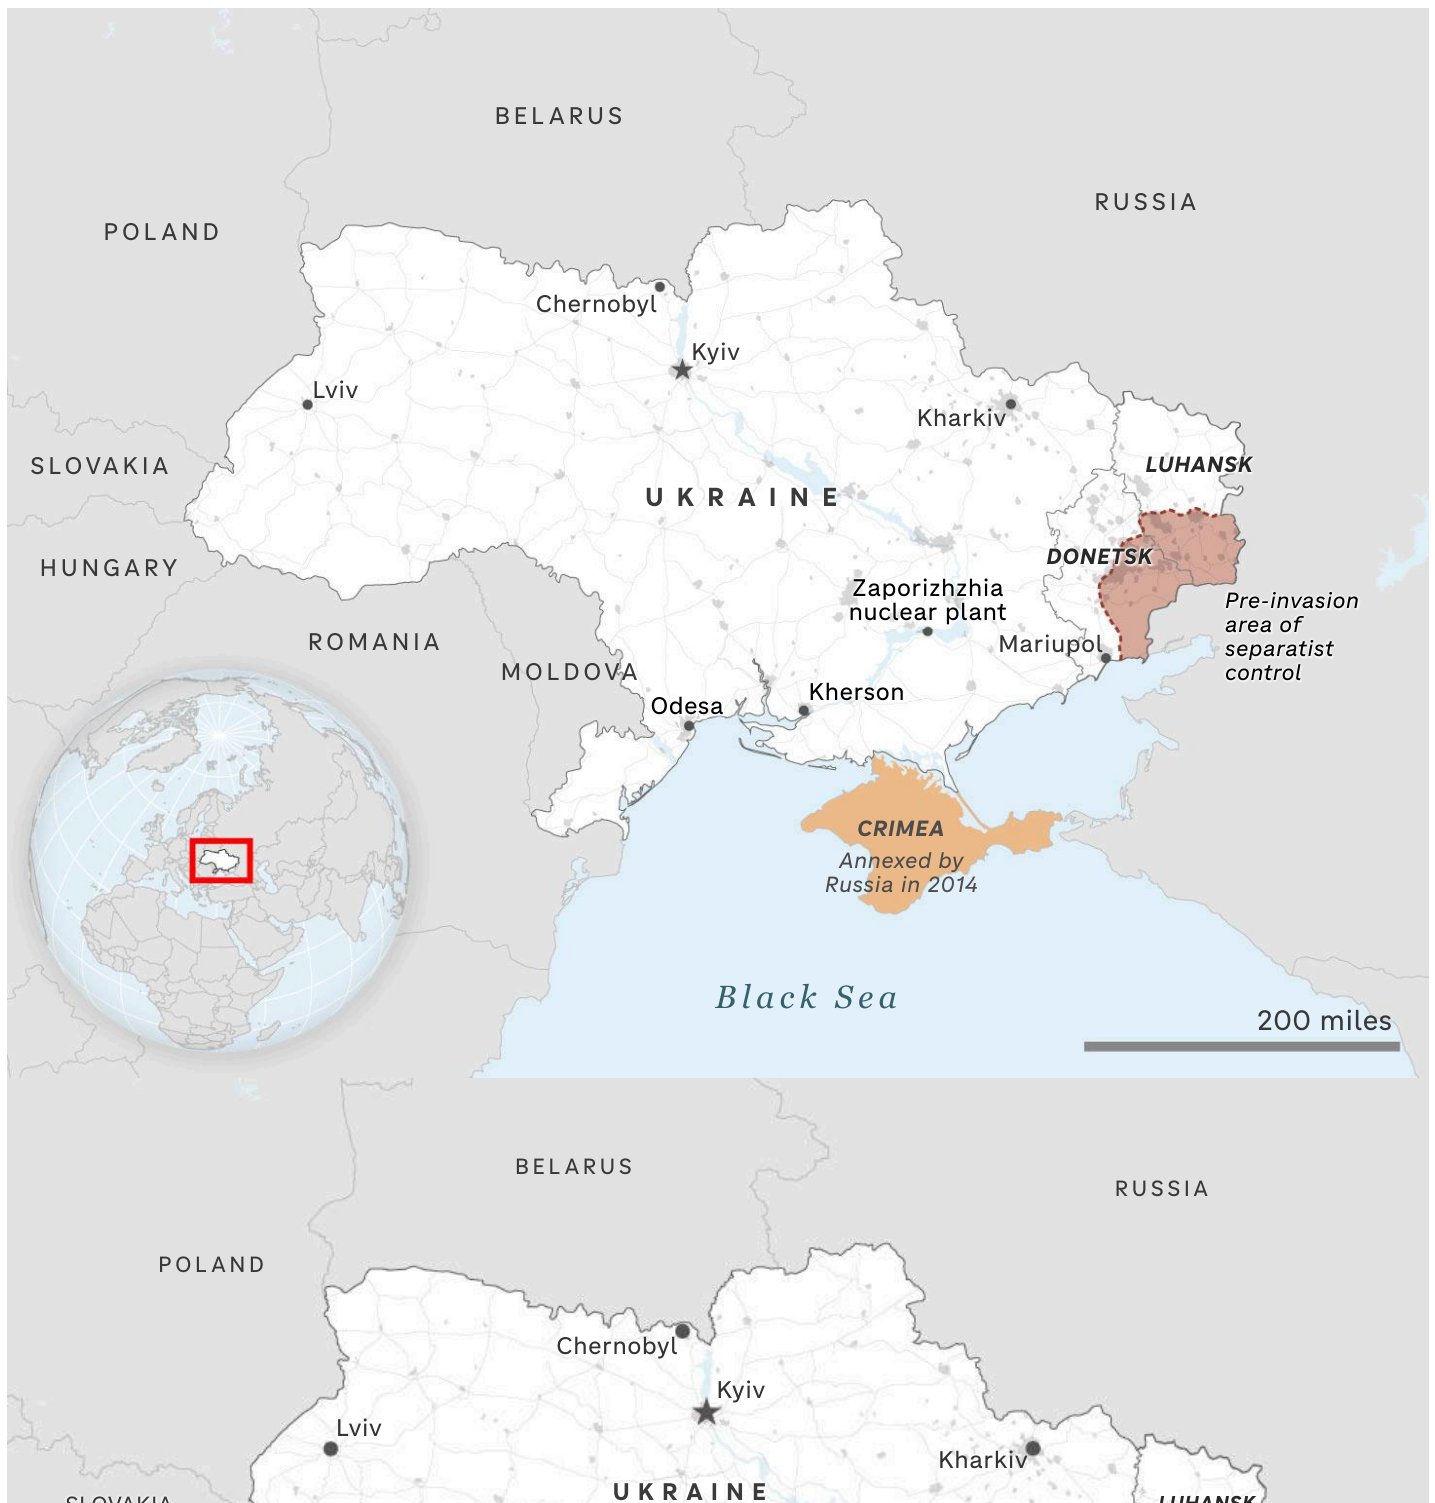 BELARUS
RUSSIA
POLAND
Chernobyl
Kyiv
Lviv
Kharkiv
SLOVAKIA
LUHANSK
UKRAINE
HUNGARY
DONETSK
Zaporizhzhia
nuclear plant
Pre-invasion
area of
separatist
control
ROMANIA
Mariupol
MOLDOVA
Kherson
Odesa
CRIMEA
Annexed by
Russia in 2014
Black Sea
200 miles
BELARUS
RUSSIA
POLAND
Chernobyl
Kyiv
Lviv
Kharkiv
UKRAINE
SLOVAKIA
LUHANSK